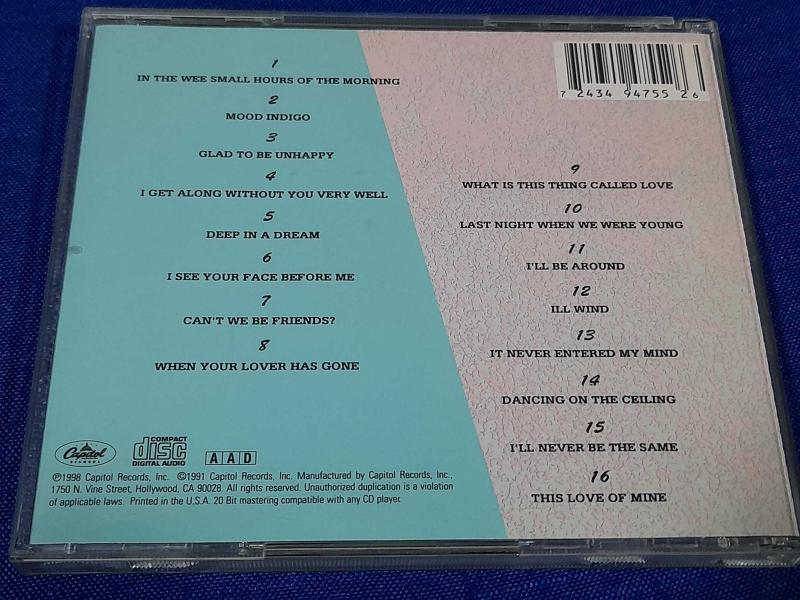 1
IN THE WEE SMALL HOURS OF THE MORNING
2
MOOD INDIGO
3
GLAD TO BE UNHAPPY
4
I GET ALONG WITHOUT YOU VERY WELL
5
DEEP IN A DREAM
6
I SEE YOUR FACE BEFORE ME
7
CAN'T WE BE FRIENDS?
8
WHEN YOUR LOVER HAS GONE
7 24349 94755 2 6
9
WHAT IS THIS THING CALLED LOVE
10
LAST NIGHT WHEN WE WERE YOUNG
11
I'LL BE AROUND
12
ILL WIND
13
IT NEVER ENTERED MY MIND
14
DANCING ON THE CEILING
15
I'LL NEVER BE THE SAME
16
THIS LOVE OF MINE
Capitol
RECORDS
COMPACT
disc
DIGITAL AUDIO
AAD
℗1998 Capitol Records, Inc. ©1991 Capitol Records, Inc. Manufactured by Capitol Records, Inc.,
1750 N. Vine Street, Hollywood, CA 90028. All rights reserved. Unauthorized duplication is a violation
of applicable laws. Printed in the U.S.A. 20 Bit mastering compatible with any CD player.